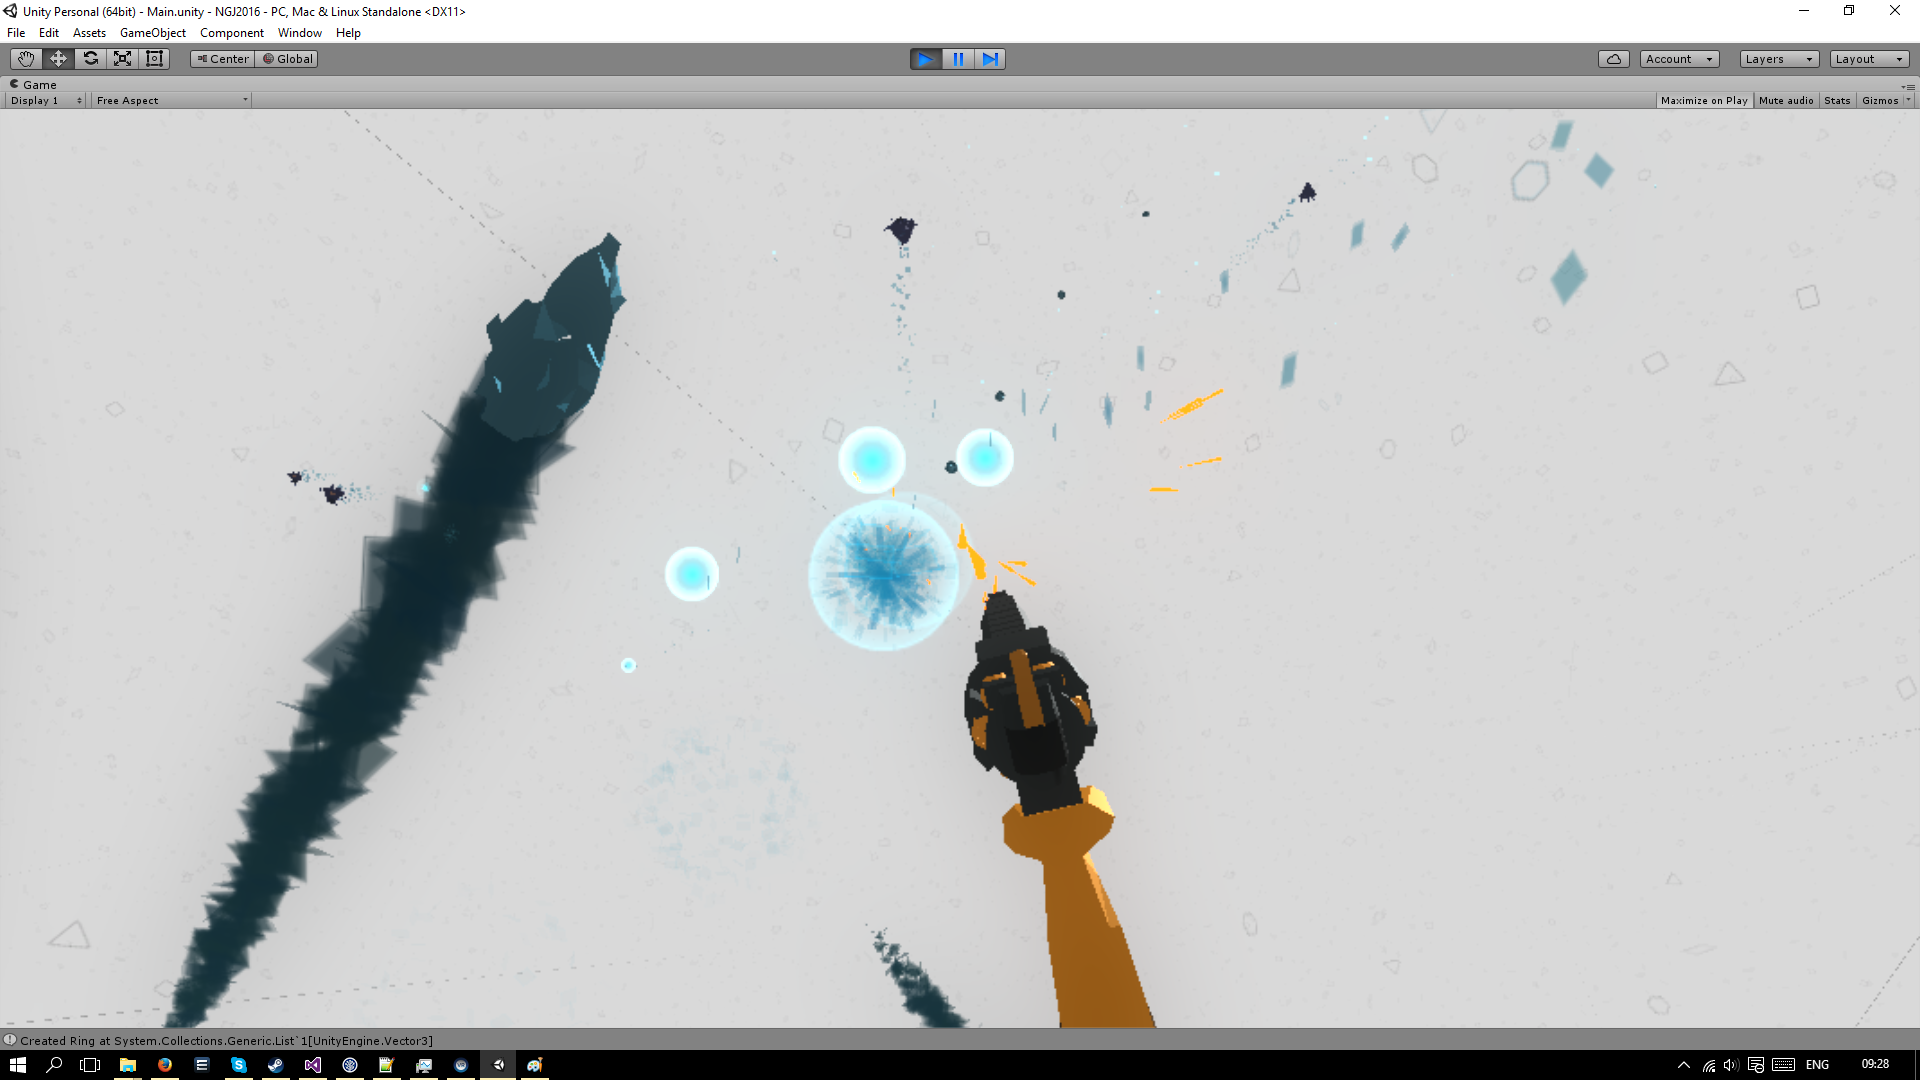 Unity Personal (64bit) - Main.unity - NGJ2016 - PC, Mac & Linux Standalone <DX11>
File Edit Assets GameObject Component Window Help
Center Global Account Layers Layout
Game
Display 1 Free Aspect Maximize on Play Mute audio Stats Gizmos
Created Ring at System.Collections.Generic.List`1[UnityEngine.Vector3]
ENG 09:28